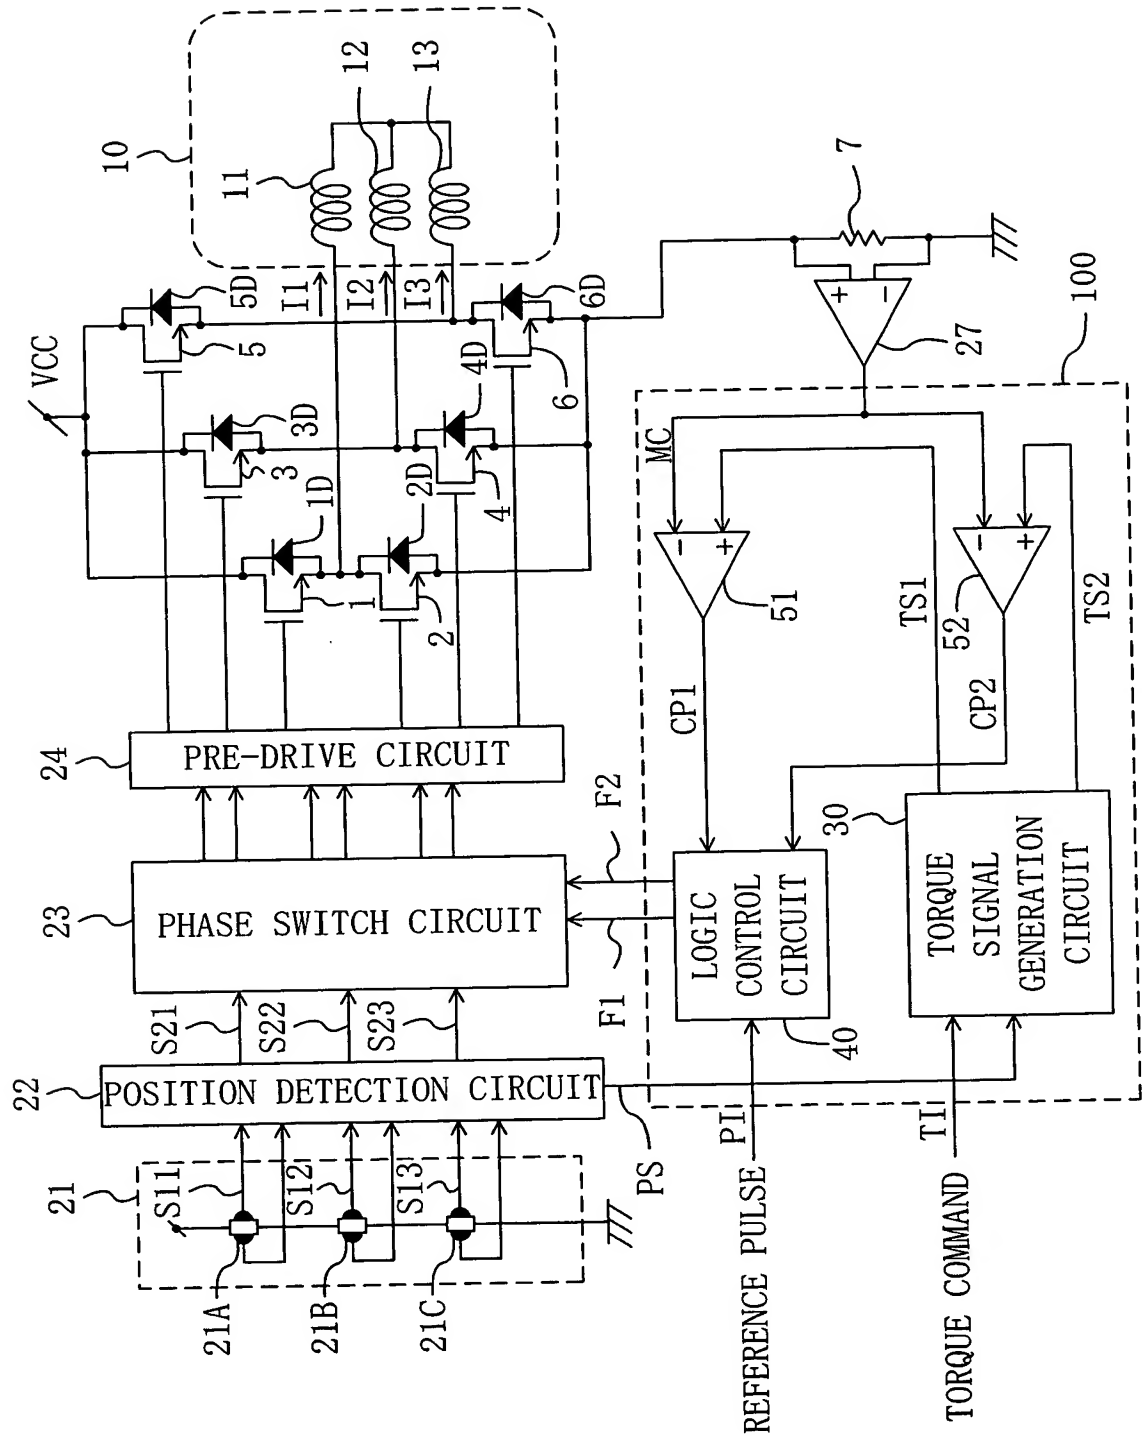 10
11
12
13
VCC
5D
5
3D
3
1D
1
I1
I2
I3
6D
6
4D
4
2D
2
7
+
-
27
100
24
PRE-DRIVE CIRCUIT
23
PHASE SWITCH CIRCUIT
F2
F1
S21
S22
S23
22
POSITION DETECTION CIRCUIT
21
S11
S12
S13
21A
21B
21C
PS
MC
-
+
51
CP1
-
+
52
CP2
TS1
TS2
LOGIC
CONTROL
CIRCUIT
40
30
TORQUE
SIGNAL
GENERATION
CIRCUIT
PI
REFERENCE PULSE
TI
TORQUE COMMAND